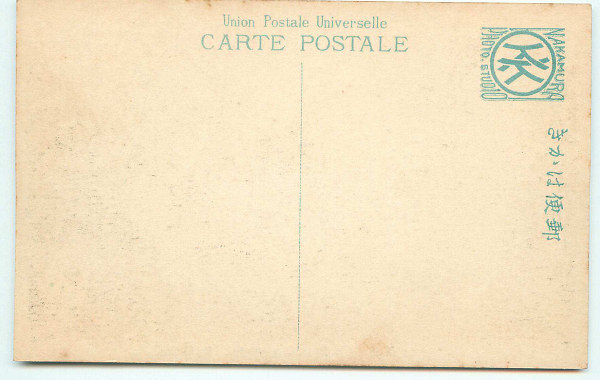 Union Postale Universelle
CARTE POSTALE
NAKAMURA
PHOTO. STUDIO
郵便はかき